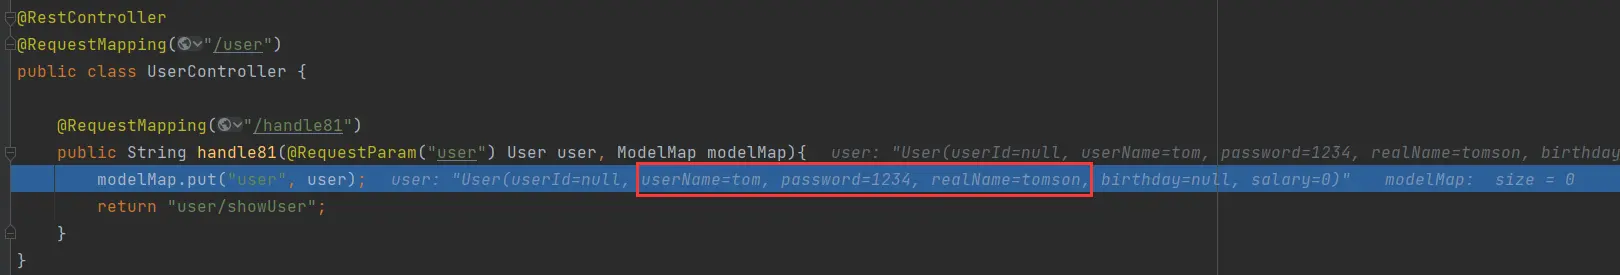 @RestController
@RequestMapping("/user")
public class UserController {
@RequestMapping("/handle81")
public String handle81(@RequestParam("user") User user, ModelMap modelMap){ user: "User(userId=null, userName=tom, password=1234, realName=tomson, birthday
modelMap.put("user", user); user: "User(userId=null, userName=tom, password=1234, realName=tomson, birthday=null, salary=0)" modelMap: size = 0
return "user/showUser";
}
}